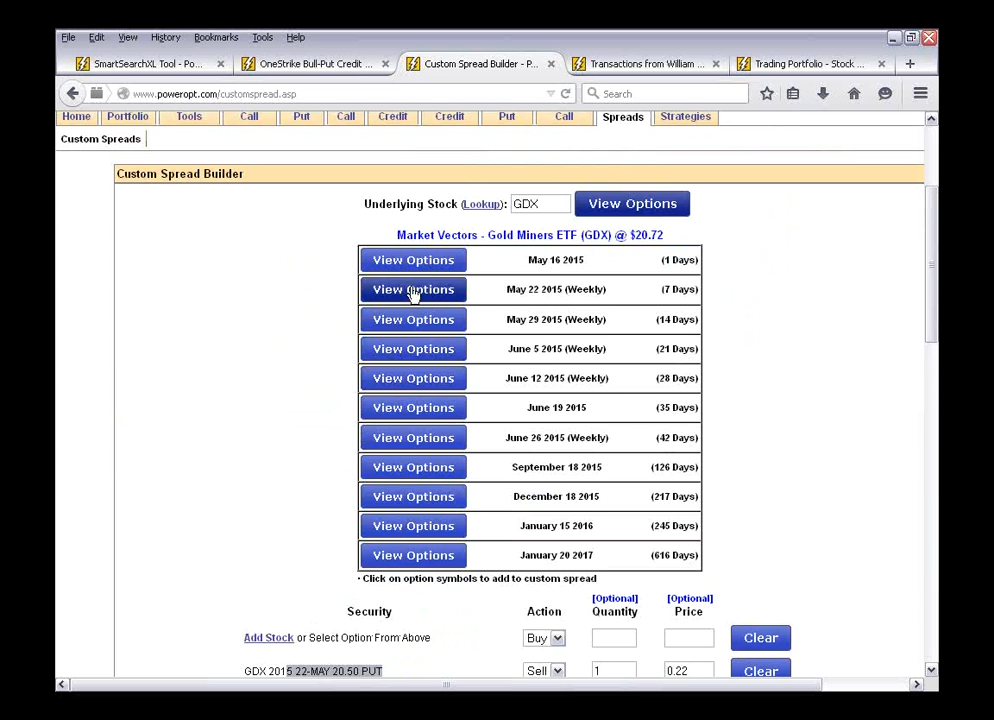 File Edit View History Bookmarks Tools Help
SmartSearchXL Tool - Po... × OneStrike Bull-Put Credit ... × Custom Spread Builder - P... × Transactions from William ... × Trading Portfolio - Stock ... × +
www.poweropt.com/customspread.asp Search
Home Portfolio Tools Call Put Call Credit Credit Put Call Spreads Strategies
Custom Spreads
Custom Spread Builder
Underlying Stock (Lookup): GDX View Options
Market Vectors - Gold Miners ETF (GDX) @ $20.72
View Options May 16 2015 (1 Days)
View Options May 22 2015 (Weekly) (7 Days)
View Options May 29 2015 (Weekly) (14 Days)
View Options June 5 2015 (Weekly) (21 Days)
View Options June 12 2015 (Weekly) (28 Days)
View Options June 19 2015 (35 Days)
View Options June 26 2015 (Weekly) (42 Days)
View Options September 18 2015 (126 Days)
View Options December 18 2015 (217 Days)
View Options January 15 2016 (245 Days)
View Options January 20 2017 (616 Days)
· Click on option symbols to add to custom spread
[Optional] [Optional]
Security Action Quantity Price
Add Stock or Select Option From Above Buy Clear
GDX 2015 22-MAY 20.50 PUT Sell 1 0.22 Clear